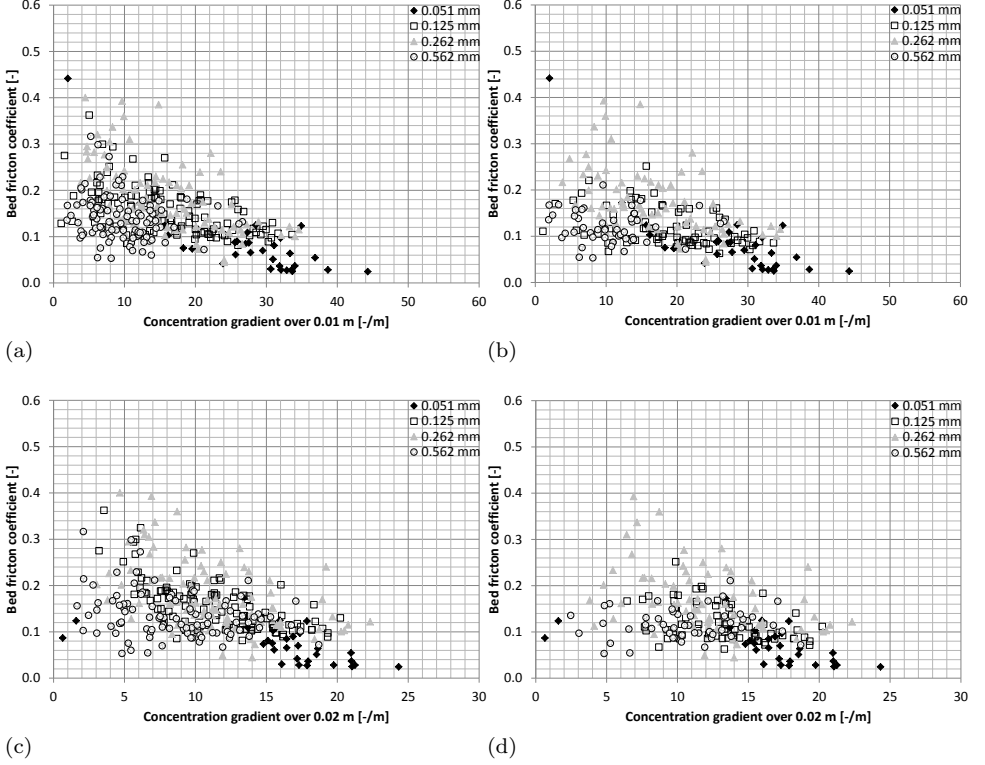 0.6
0.5
0.4
0.3
0.2
0.1
0.0
Bed fricton coefficient [-]
0.051 mm
0.125 mm
0.262 mm
0.562 mm
0 10 20 30 40 50 60
Concentration gradient over 0.01 m [-/m]
(a)
0.6
0.5
0.4
0.3
0.2
0.1
0.0
Bed fricton coefficient [-]
0.051 mm
0.125 mm
0.262 mm
0.562 mm
0 10 20 30 40 50 60
Concentration gradient over 0.01 m [-/m]
(b)
0.6
0.5
0.4
0.3
0.2
0.1
0.0
Bed fricton coefficient [-]
0.051 mm
0.125 mm
0.262 mm
0.562 mm
0 5 10 15 20 25 30
Concentration gradient over 0.02 m [-/m]
(c)
0.6
0.5
0.4
0.3
0.2
0.1
0.0
Bed fricton coefficient [-]
0.051 mm
0.125 mm
0.262 mm
0.562 mm
0 5 10 15 20 25 30
Concentration gradient over 0.02 m [-/m]
(d)